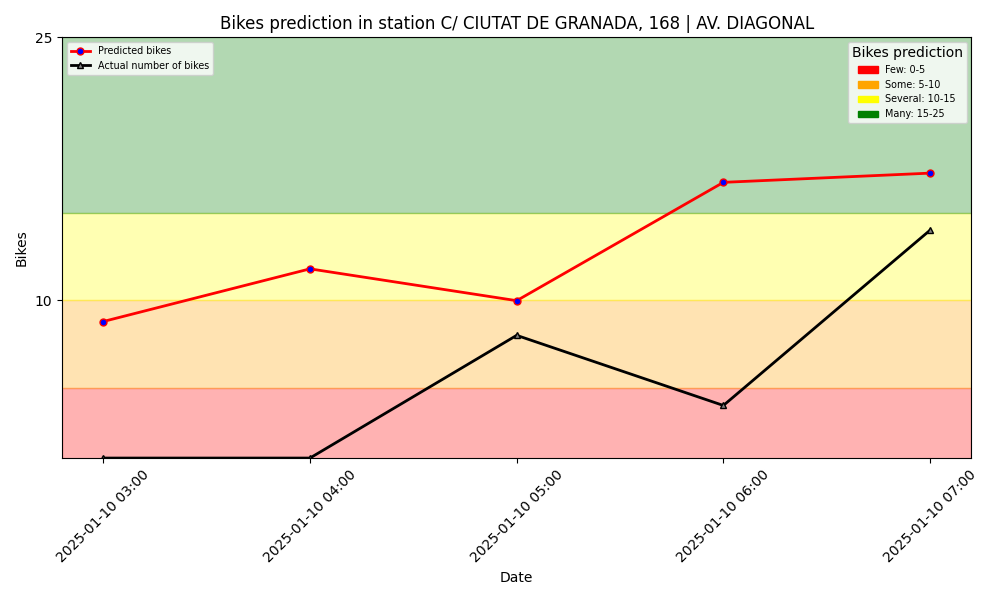 Bikes prediction in station C/ CIUTAT DE GRANADA, 168 | AV. DIAGONAL
25
Predicted bikes
Actual number of bikes
Bikes prediction
Few: 0-5
Some: 5-10
Several: 10-15
Many: 15-25
Bikes
10
2025-01-10 03:00
2025-01-10 04:00
2025-01-10 05:00
2025-01-10 06:00
2025-01-10 07:00
Date